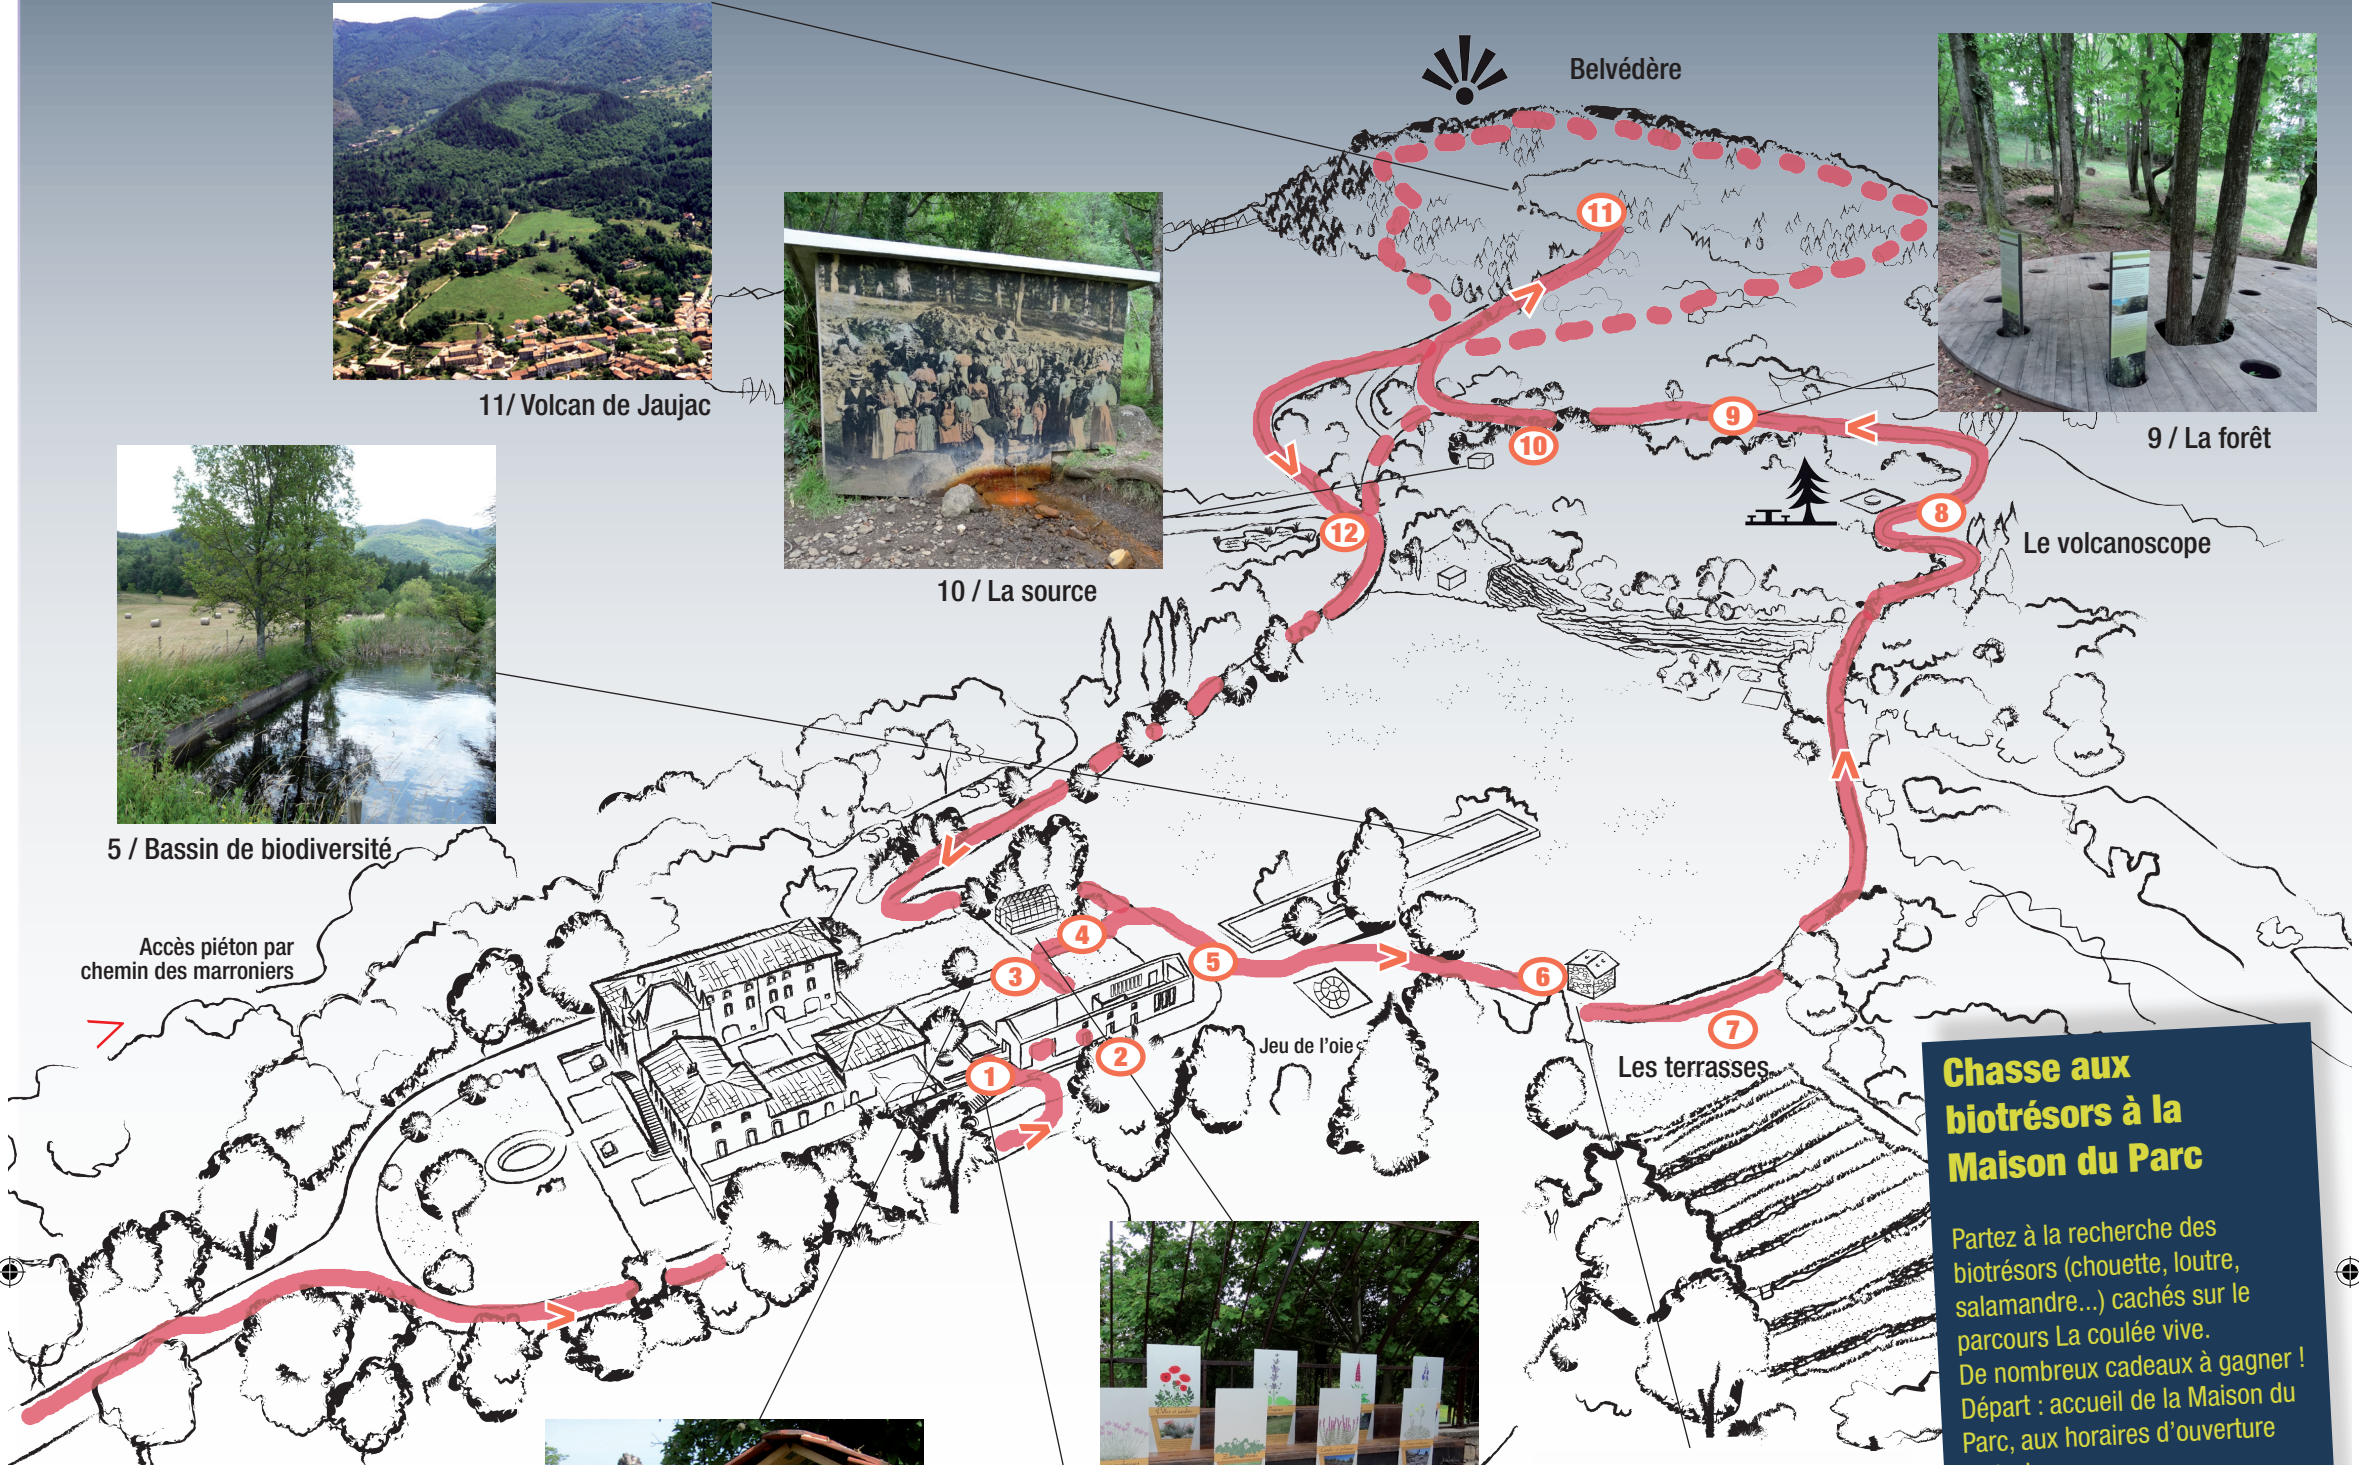 Belvédère
11/ Volcan de Jaujac
9 / La forêt
10 / La source
Le volcanoscope
5 / Bassin de biodiversité
Accès piéton par
chemin des marroniers
11
9
10
8
12
4
3
5
6
7
1
2
Jeu de l'oie
Les terrasses
Chasse aux
biotrésors à la
Maison du Parc
Partez à la recherche des
biotrésors (chouette, loutre,
salamandre...) cachés sur le
parcours La coulée vive.
De nombreux cadeaux à gagner !
Départ : accueil de la Maison du
Parc, aux horaires d'ouverture